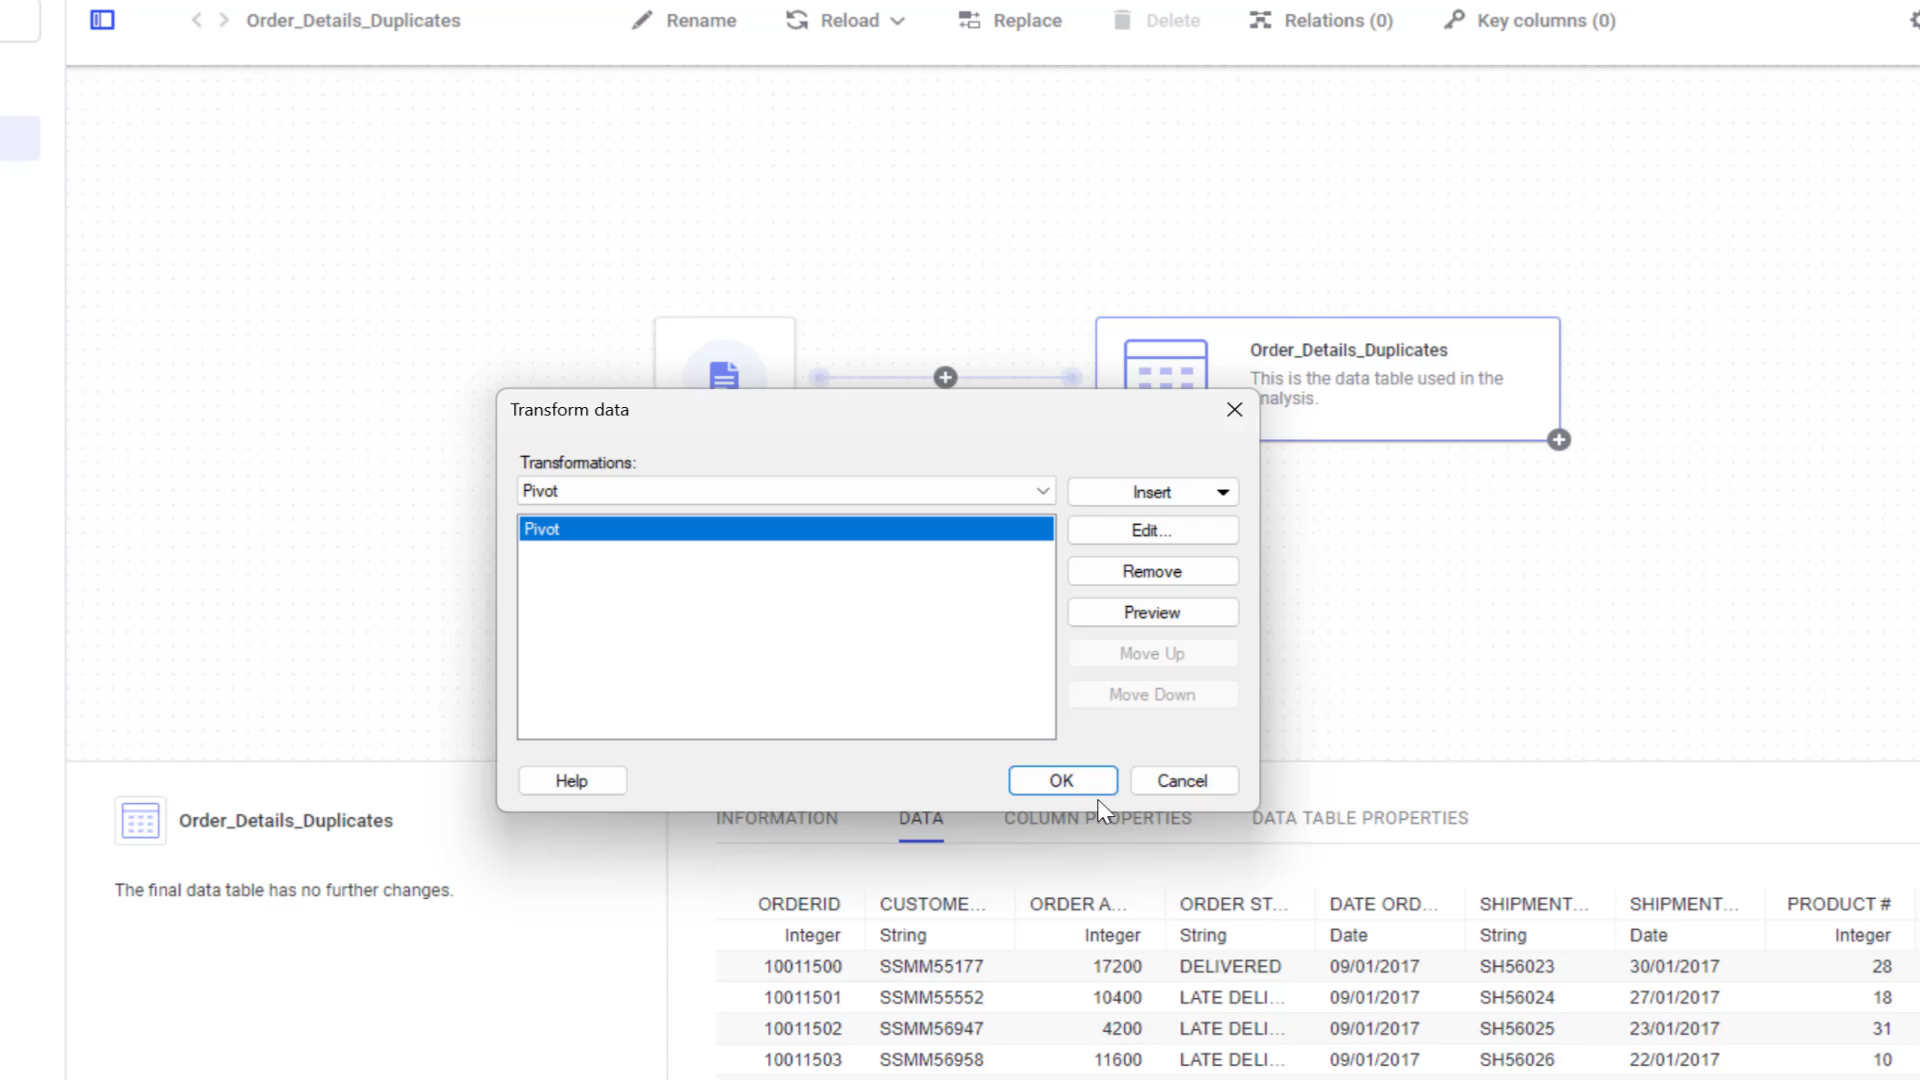 Order_Details_Duplicates
Rename
Reload
Replace
Delete
Relations (0)
Key columns (0)
Order_Details_Duplicates
This is the data table used in the
nalysis.
Transform data
Transformations:
Pivot
Insert
Pivot
Edit...
Remove
Preview
Move Up
Move Down
Help
OK
Cancel
Order_Details_Duplicates
The final data table has no further changes.
INFORMATION
DATA
COLUMN PROPERTIES
DATA TABLE PROPERTIES
ORDERID CUSTOME... ORDER A... ORDER ST... DATE ORD... SHIPMENT... SHIPMENT... PRODUCT #
Integer String Integer String Date String Date Integer
10011500 SSMM55177 17200 DELIVERED 09/01/2017 SH56023 30/01/2017 28
10011501 SSMM55552 10400 LATE DELI... 09/01/2017 SH56024 27/01/2017 18
10011502 SSMM56947 4200 LATE DELI... 09/01/2017 SH56025 23/01/2017 31
10011503 SSMM56958 11600 LATE DELI... 09/01/2017 SH56026 22/01/2017 10